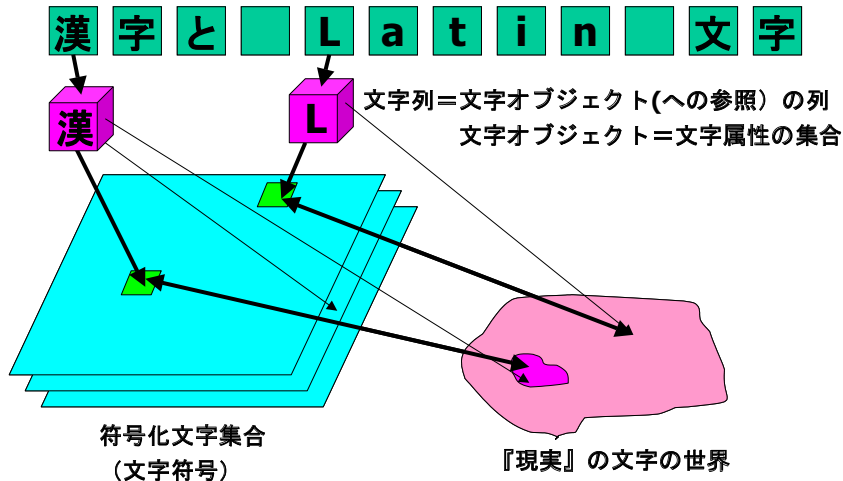 漢字と Latin 文字
漢
L
文字列＝文字オブジェクト(への参照）の列
文字オブジェクト＝文字属性の集合
符号化文字集合
（文字符号）
『現実』の文字の世界